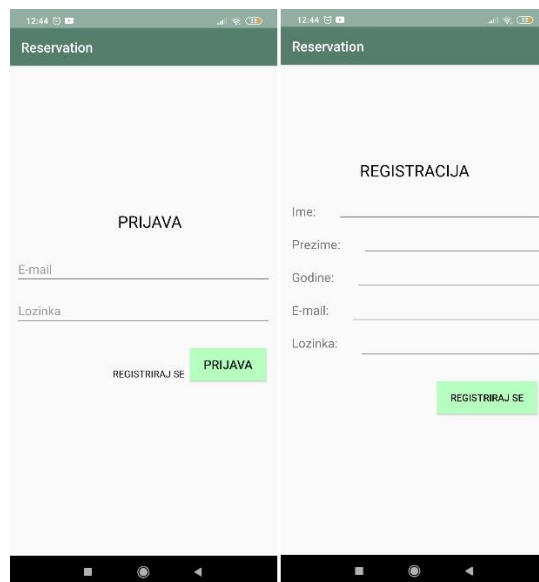 12:44
Reservation
PRIJAVA
E-mail
Lozinka
REGISTRIRAJ SE
PRIJAVA
12:44
Reservation
REGISTRACIJA
Ime:
Prezime:
Godine:
E-mail:
Lozinka:
REGISTRIRAJ SE